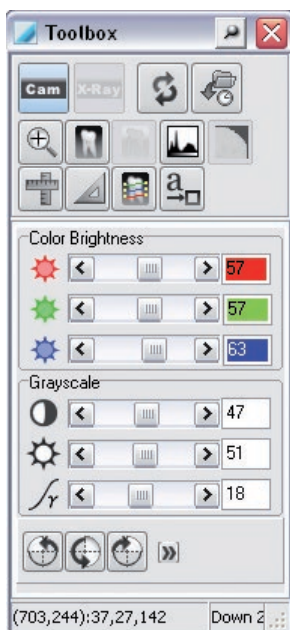 Toolbox
Cam X-Ray
a
Color Brightness
57
57
63
Grayscale
47
51
γ 18
(703,244):37,27,142 Down 2